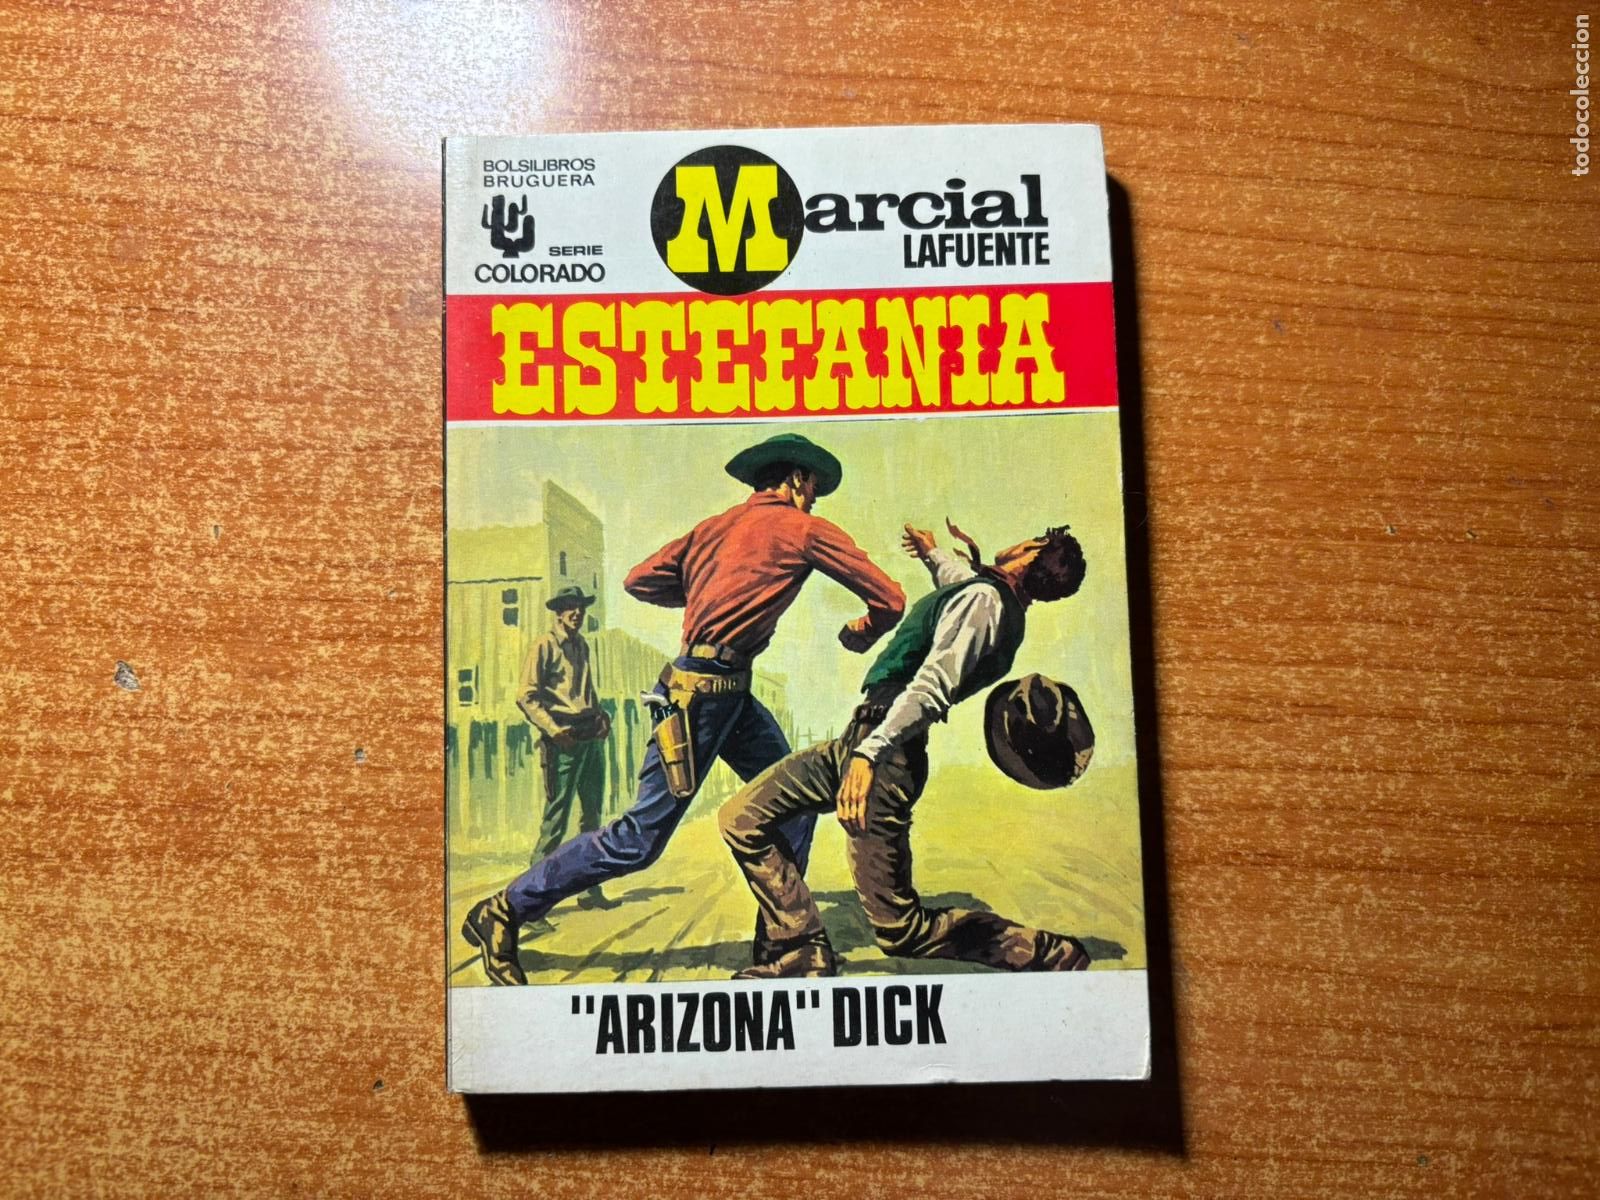 BOLSILIBROS
BRUGUERA
SERIE
COLORADO
Marcial
LAFUENTE
ESTEFANIA
"ARIZONA" DICK
todocoleccion